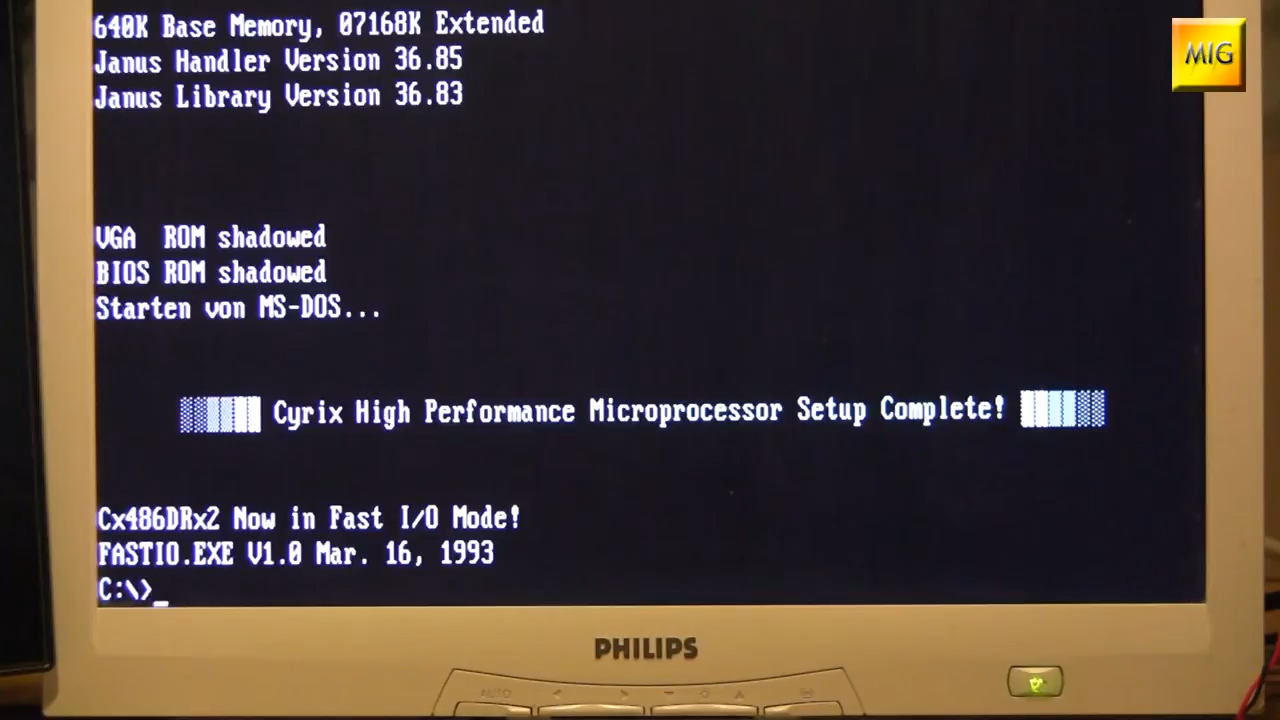 640K Base Memory, 07168K Extended
Janus Handler Version 36.85
Janus Library Version 36.83
VGA  ROM shadowed
BIOS ROM shadowed
Starten von MS-DOS...
Cyrix High Performance Microprocessor Setup Complete!
Cx486DRx2 Now in Fast I/O Mode!
FASTIO.EXE V1.0 Mar. 16, 1993
C:\>_
MIG
PHILIPS
AUTO